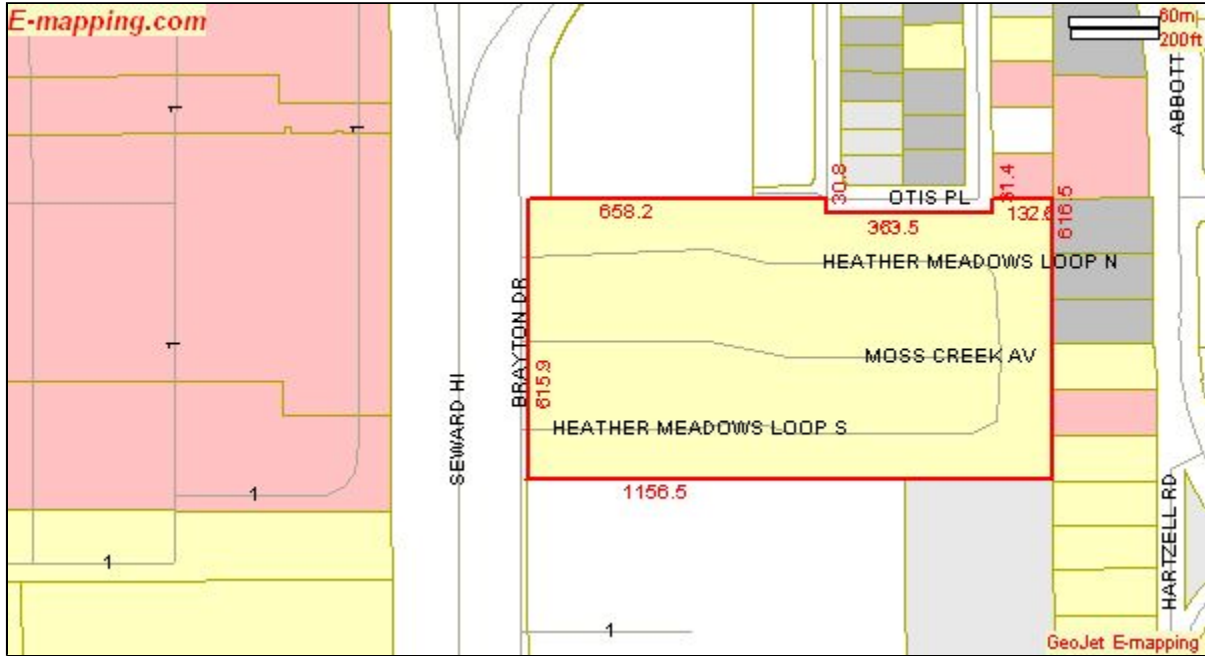 E-mapping.com
60m
200ft
ABBOTT
1
1
30.8
OTIS PL
31.4
658.2
363.5
132.6
616.5
HEATHER MEADOWS LOOP N
BRAYTON DR
1
MOSS CREEK AV
615.9
SEWARD HI
HEATHER MEADOWS LOOP S
1156.5
1
HARTZELL RD
1
1
GeoJet E-mapping